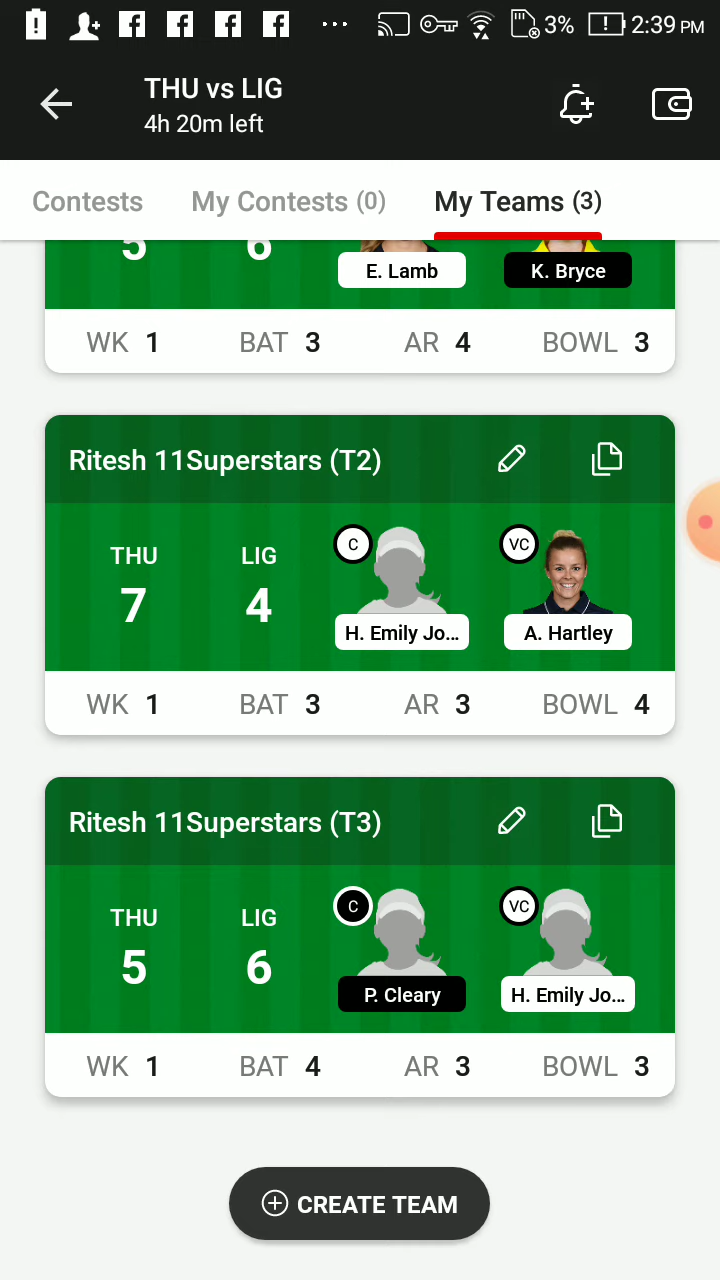 3% 2:39 PM
THU vs LIG
4h 20m left
Contests My Contests (0) My Teams (3)
5 6
E. Lamb K. Bryce
WK 1 BAT 3 AR 4 BOWL 3
Ritesh 11Superstars (T2)
C VC
THU LIG
7 4
H. Emily Jo... A. Hartley
WK 1 BAT 3 AR 3 BOWL 4
Ritesh 11Superstars (T3)
C VC
THU LIG
5 6
P. Cleary H. Emily Jo...
WK 1 BAT 4 AR 3 BOWL 3
CREATE TEAM